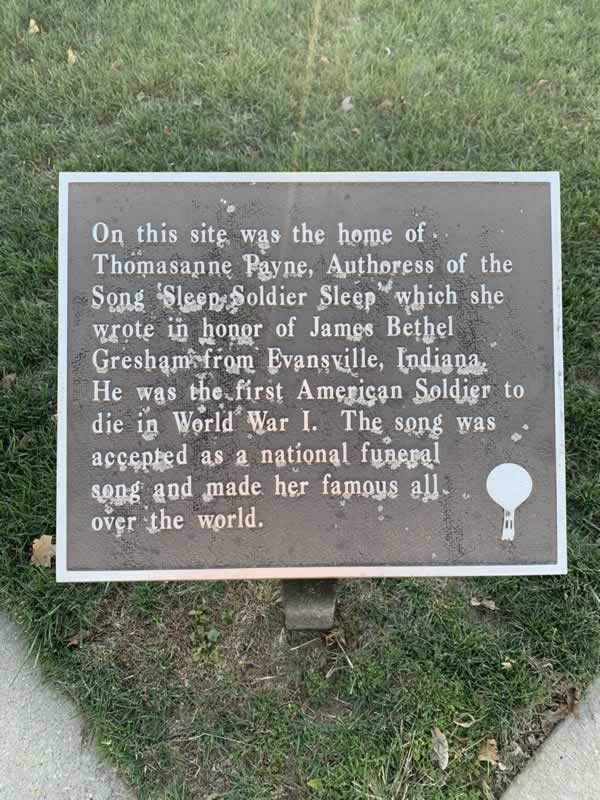 On this site was the home of
Thomasanne Payne, Authoress of the
Song 'Sleep Soldier Sleep' which she
wrote in honor of James Bethel
Gresham from Evansville, Indiana.
He was the first American Soldier to
die in World War I. The song was
accepted as a national funeral
song and made her famous all
over the world.